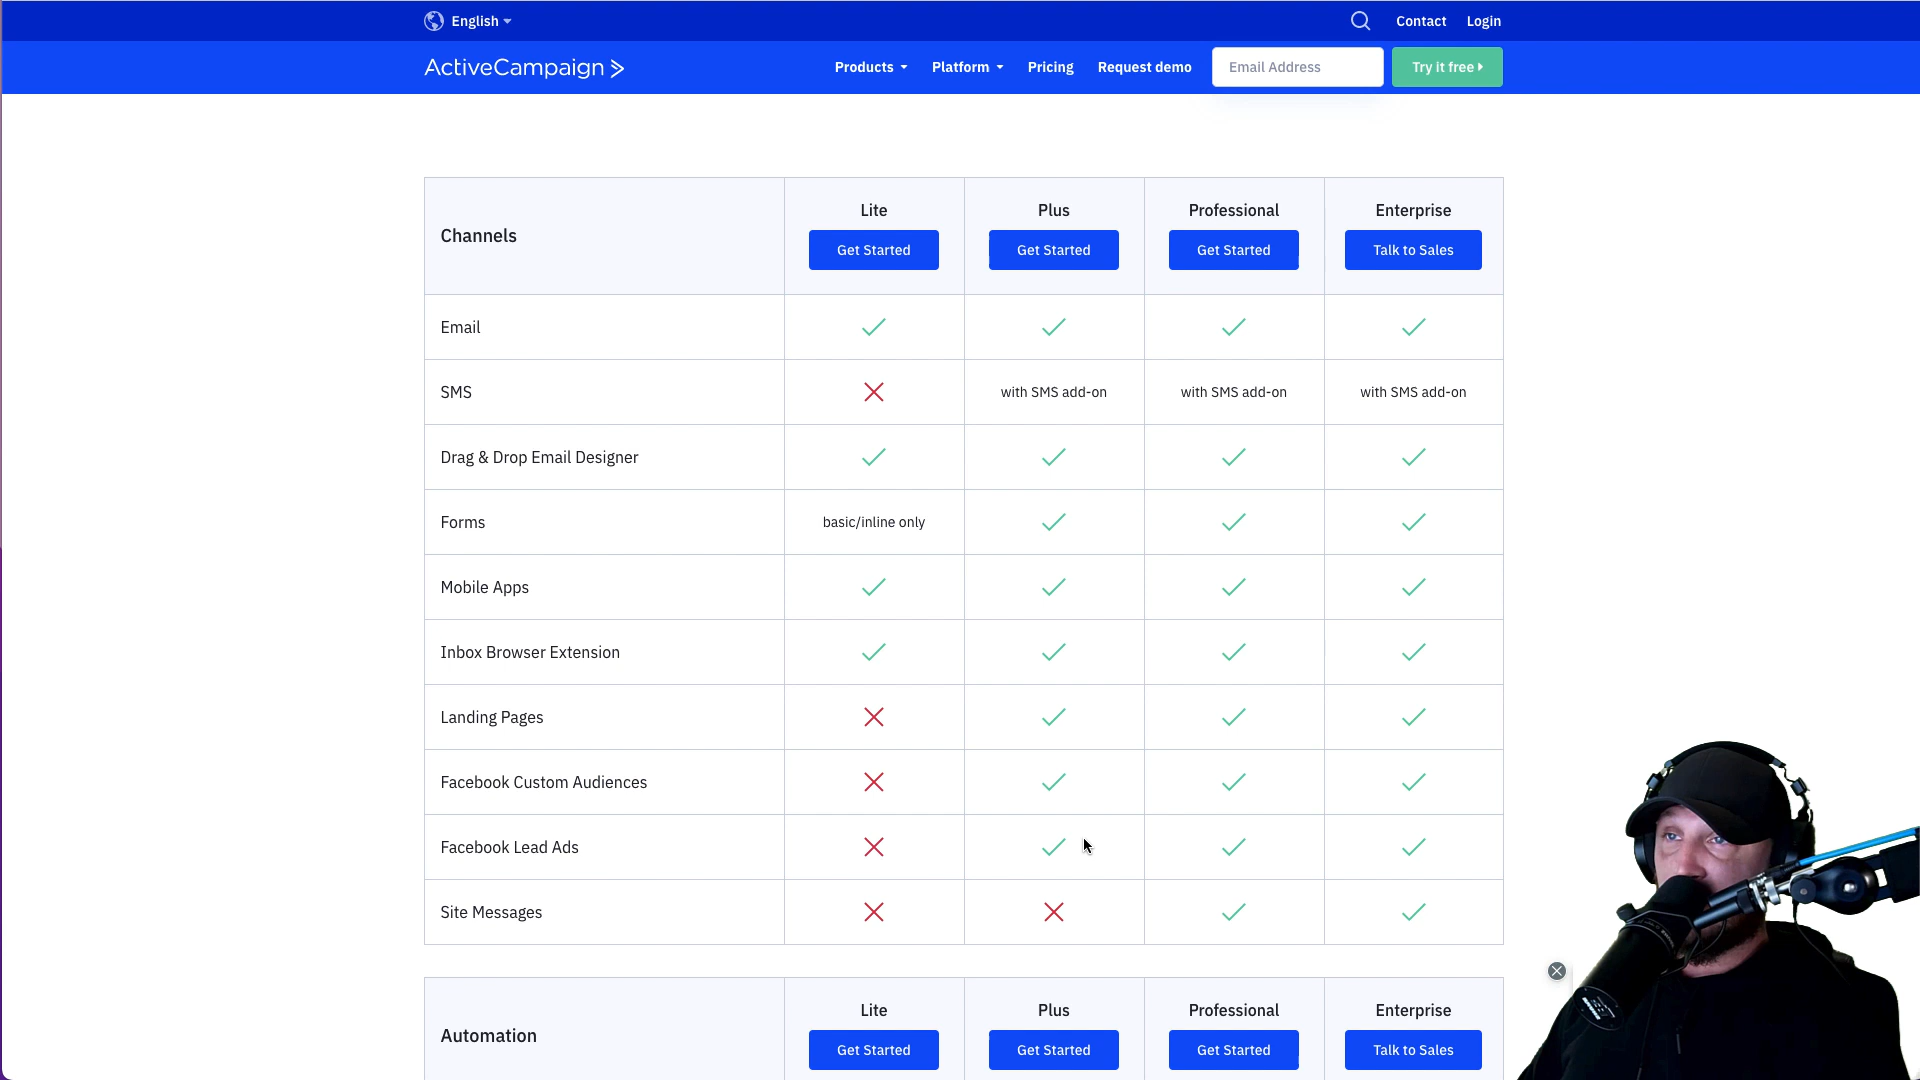 English
Contact
Login
ActiveCampaign
Products
Platform
Pricing
Request demo
Email Address
Try it free
Channels
Lite
Get Started
Plus
Get Started
Professional
Get Started
Enterprise
Talk to Sales
Email
SMS
with SMS add-on
with SMS add-on
with SMS add-on
Drag & Drop Email Designer
Forms
basic/inline only
Mobile Apps
Inbox Browser Extension
Landing Pages
Facebook Custom Audiences
Facebook Lead Ads
Site Messages
Automation
Lite
Get Started
Plus
Get Started
Professional
Get Started
Enterprise
Talk to Sales